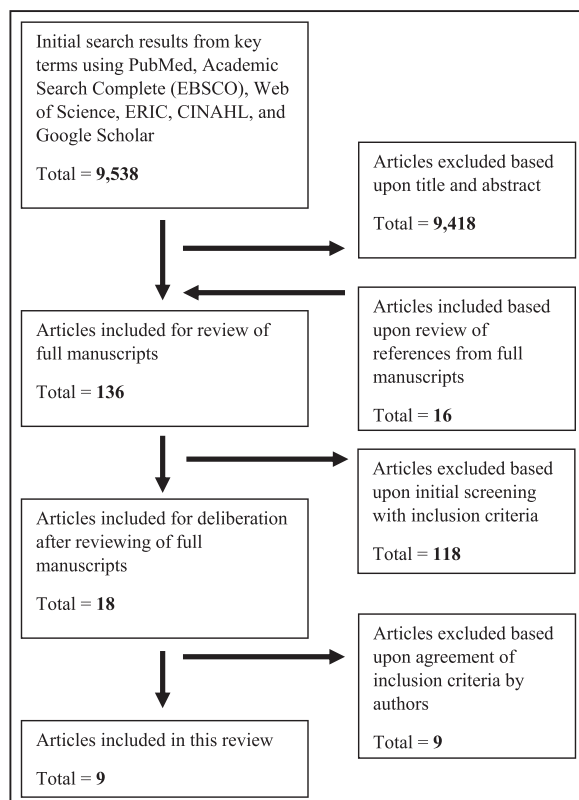 Initial search results from key
terms using PubMed, Academic
Search Complete (EBSCO), Web
of Science, ERIC, CINAHL, and
Google Scholar
Total = 9,538
Articles excluded based
upon title and abstract
Total = 9,418
Articles included based
upon review of
references from full
manuscripts
Total = 16
Articles included for review of
full manuscripts
Total = 136
Articles excluded based
upon initial screening
with inclusion criteria
Total = 118
Articles included for deliberation
after reviewing of full
manuscripts
Total = 18
Articles excluded based
upon agreement of
inclusion criteria by
authors
Total = 9
Articles included in this review
Total = 9